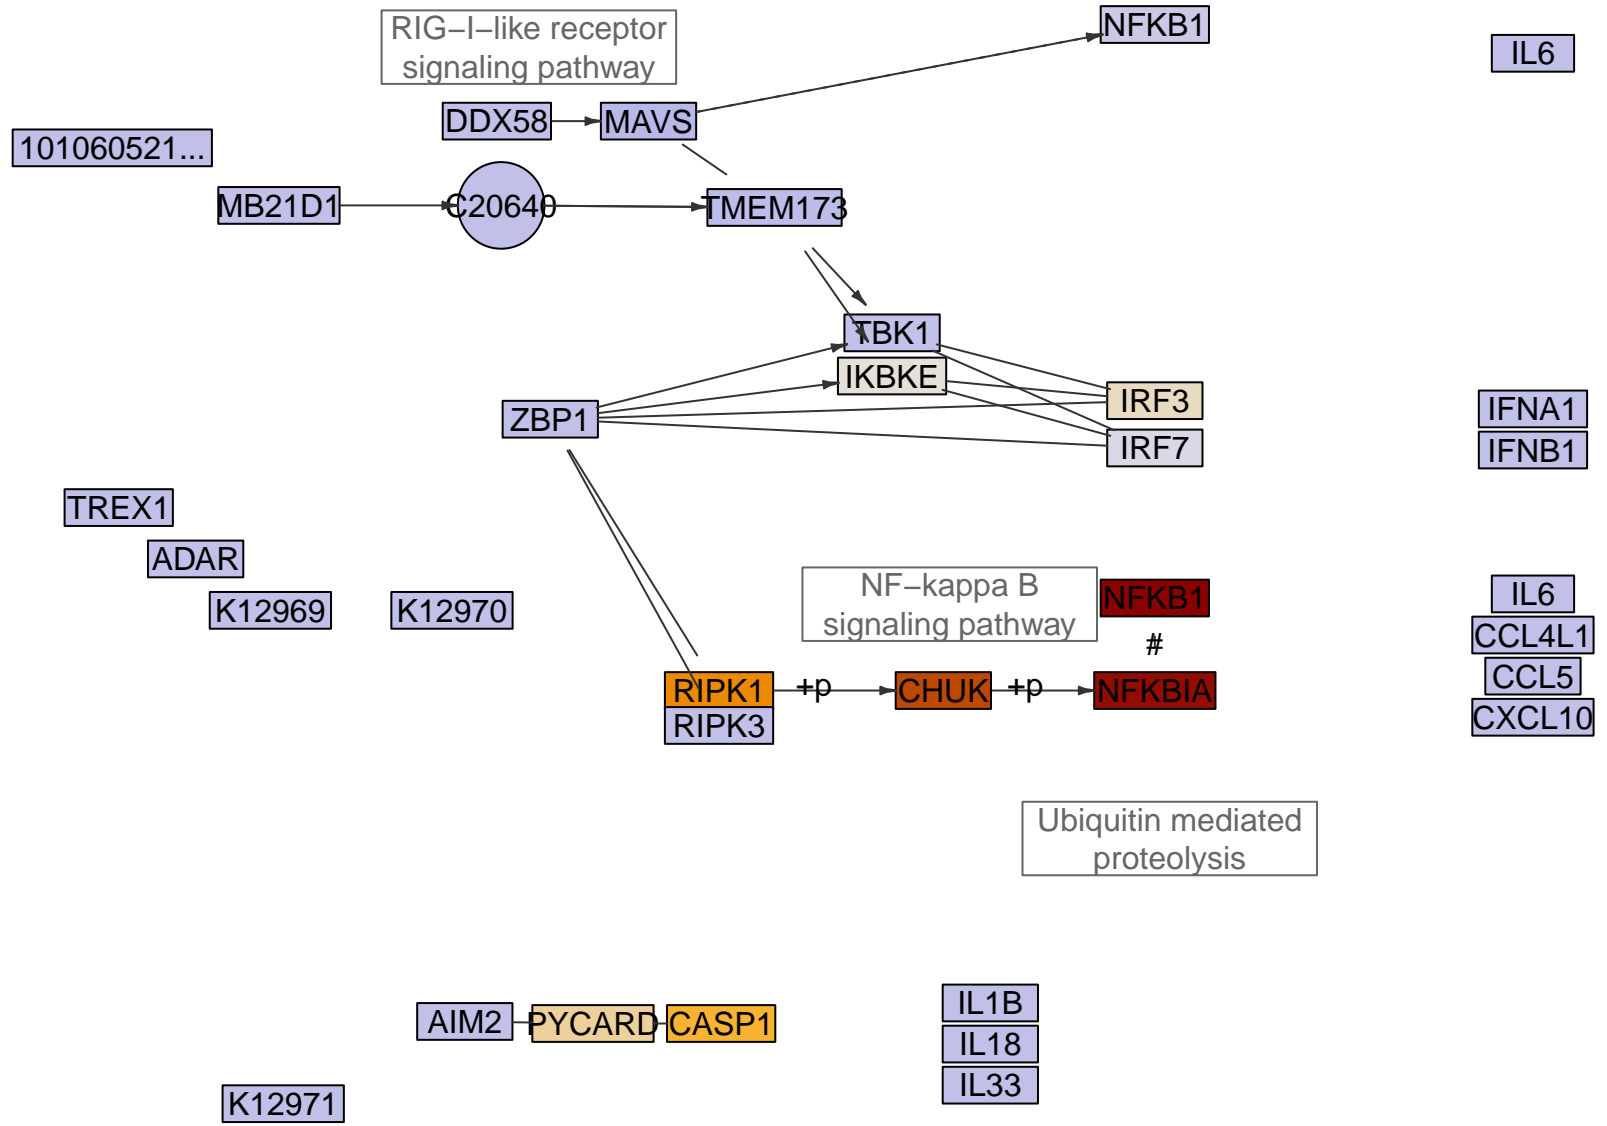 RIG–I–like receptor
signaling pathway
NFKB1
IL6
DDX58
MAVS
101060521...
MB21D1
C20640
TMEM173
TBK1
IKBKE
IRF3
ZBP1
IFNA1
IRF7
IFNB1
TREX1
ADAR
NF–kappa B
signaling pathway
NFKB1
IL6
K12969
K12970
#
CCL4L1
RIPK1
+p
CHUK
+p
NFKBIA
CCL5
RIPK3
CXCL10
Ubiquitin mediated
proteolysis
IL1B
AIM2
PYCARD
CASP1
IL18
IL33
K12971